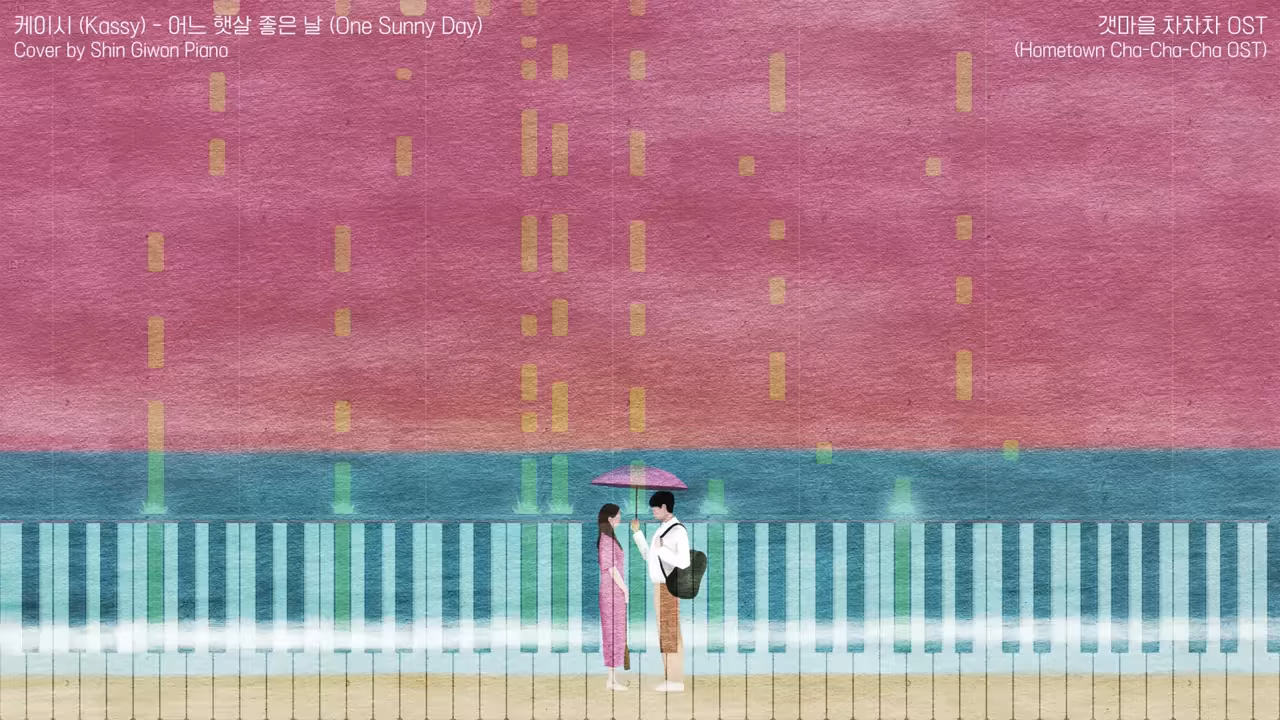 케이시 (Kassy) - 어느 햇살 좋은 날 (One Sunny Day)
Cover by Shin Giwon Piano
갯마을 차차차 OST
(Hometown Cha-Cha-Cha OST)